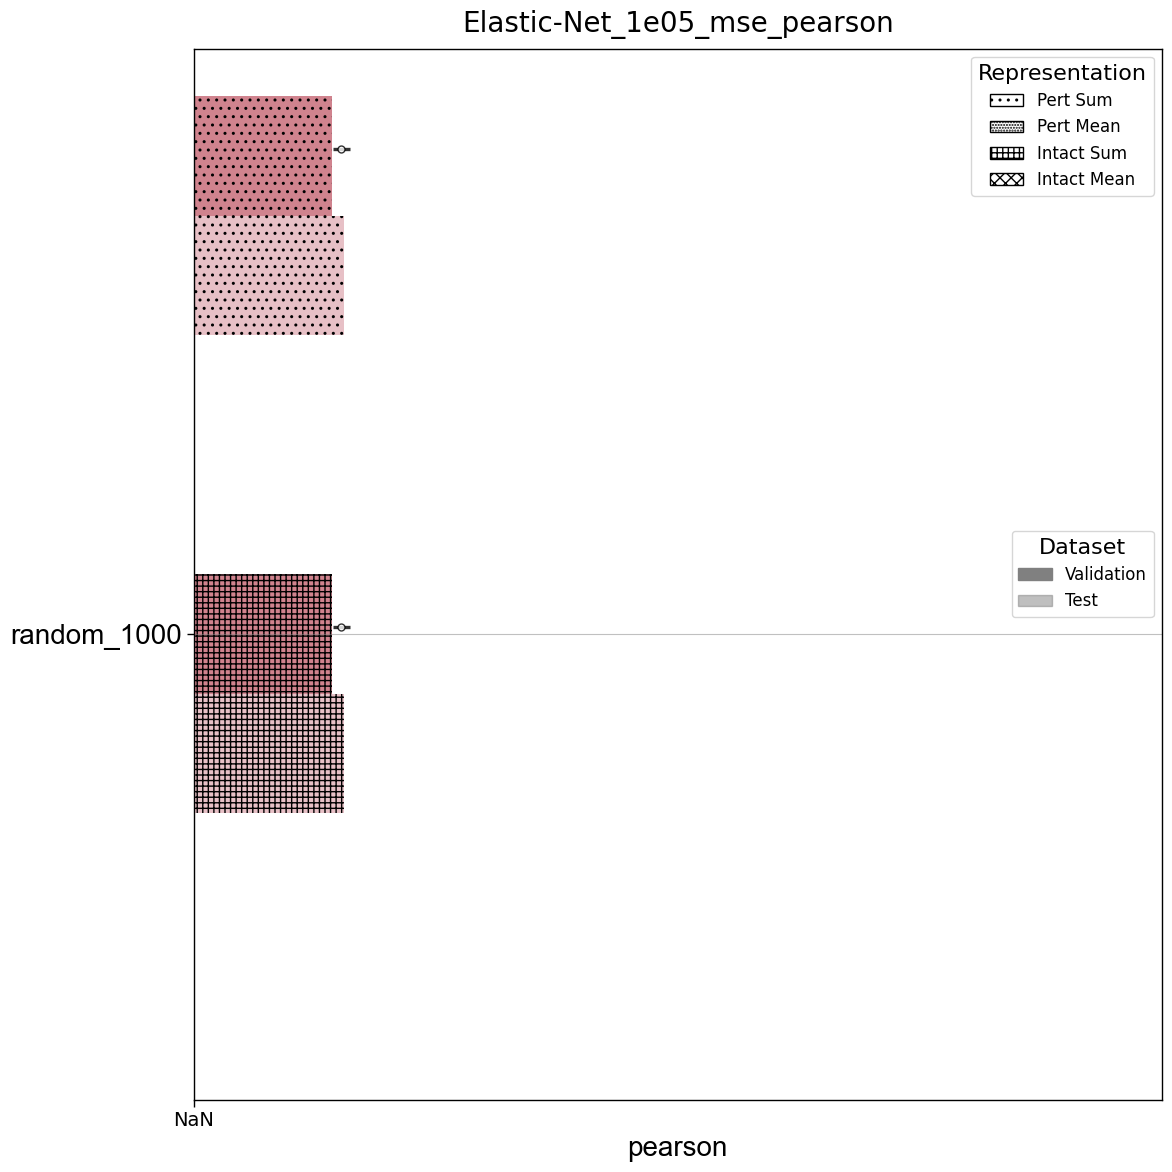 Elastic-Net_1e05_mse_pearson
Representation
Pert Sum
Pert Mean
Intact Sum
Intact Mean
Dataset
Validation
Test
random_1000
NaN
pearson